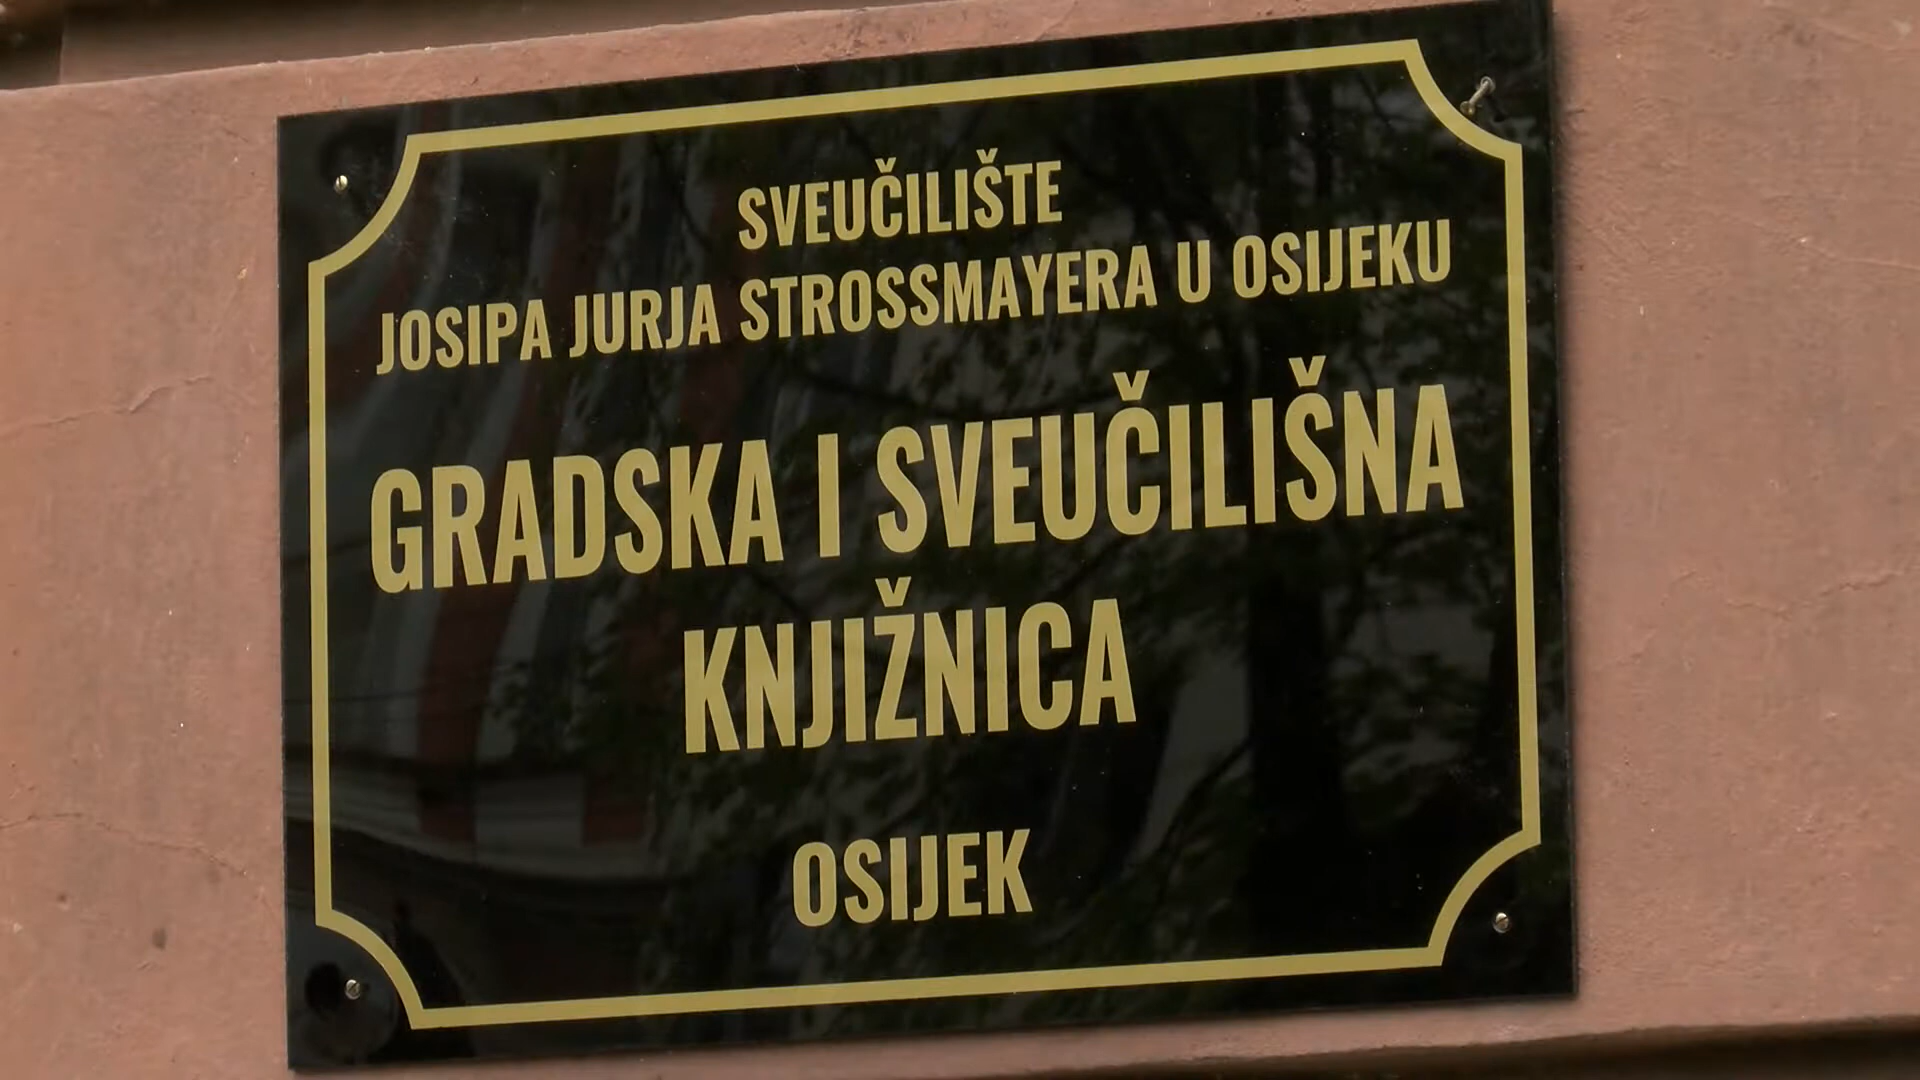 SVEUČILIŠTE
JOSIPA JURJA STROSSMAYERA U OSIJEKU
GRADSKA I SVEUČILIŠNA
KNJIŽNICA
OSIJEK